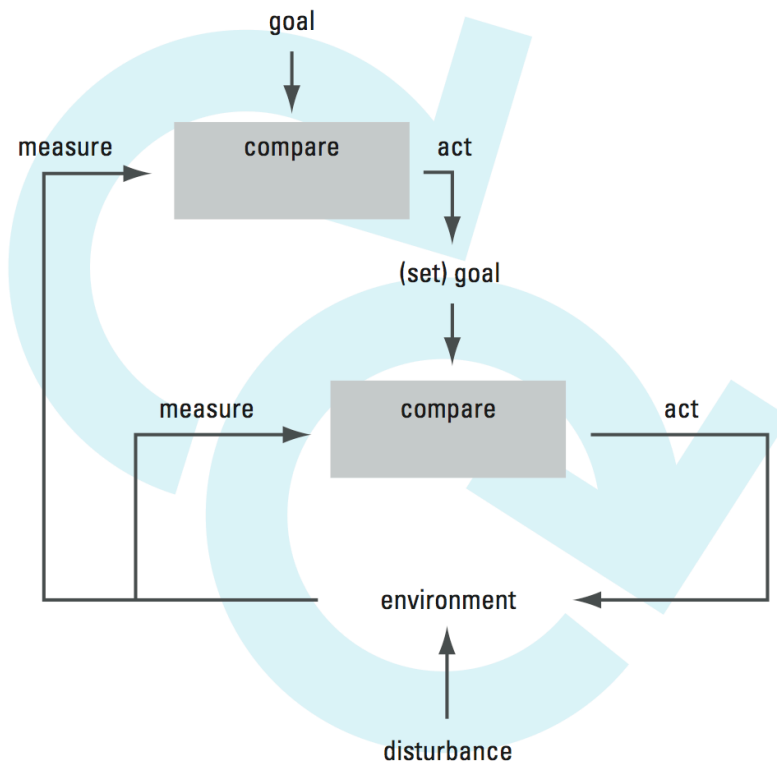 goal
measure
compare
act
(set) goal
measure
compare
act
environment
disturbance